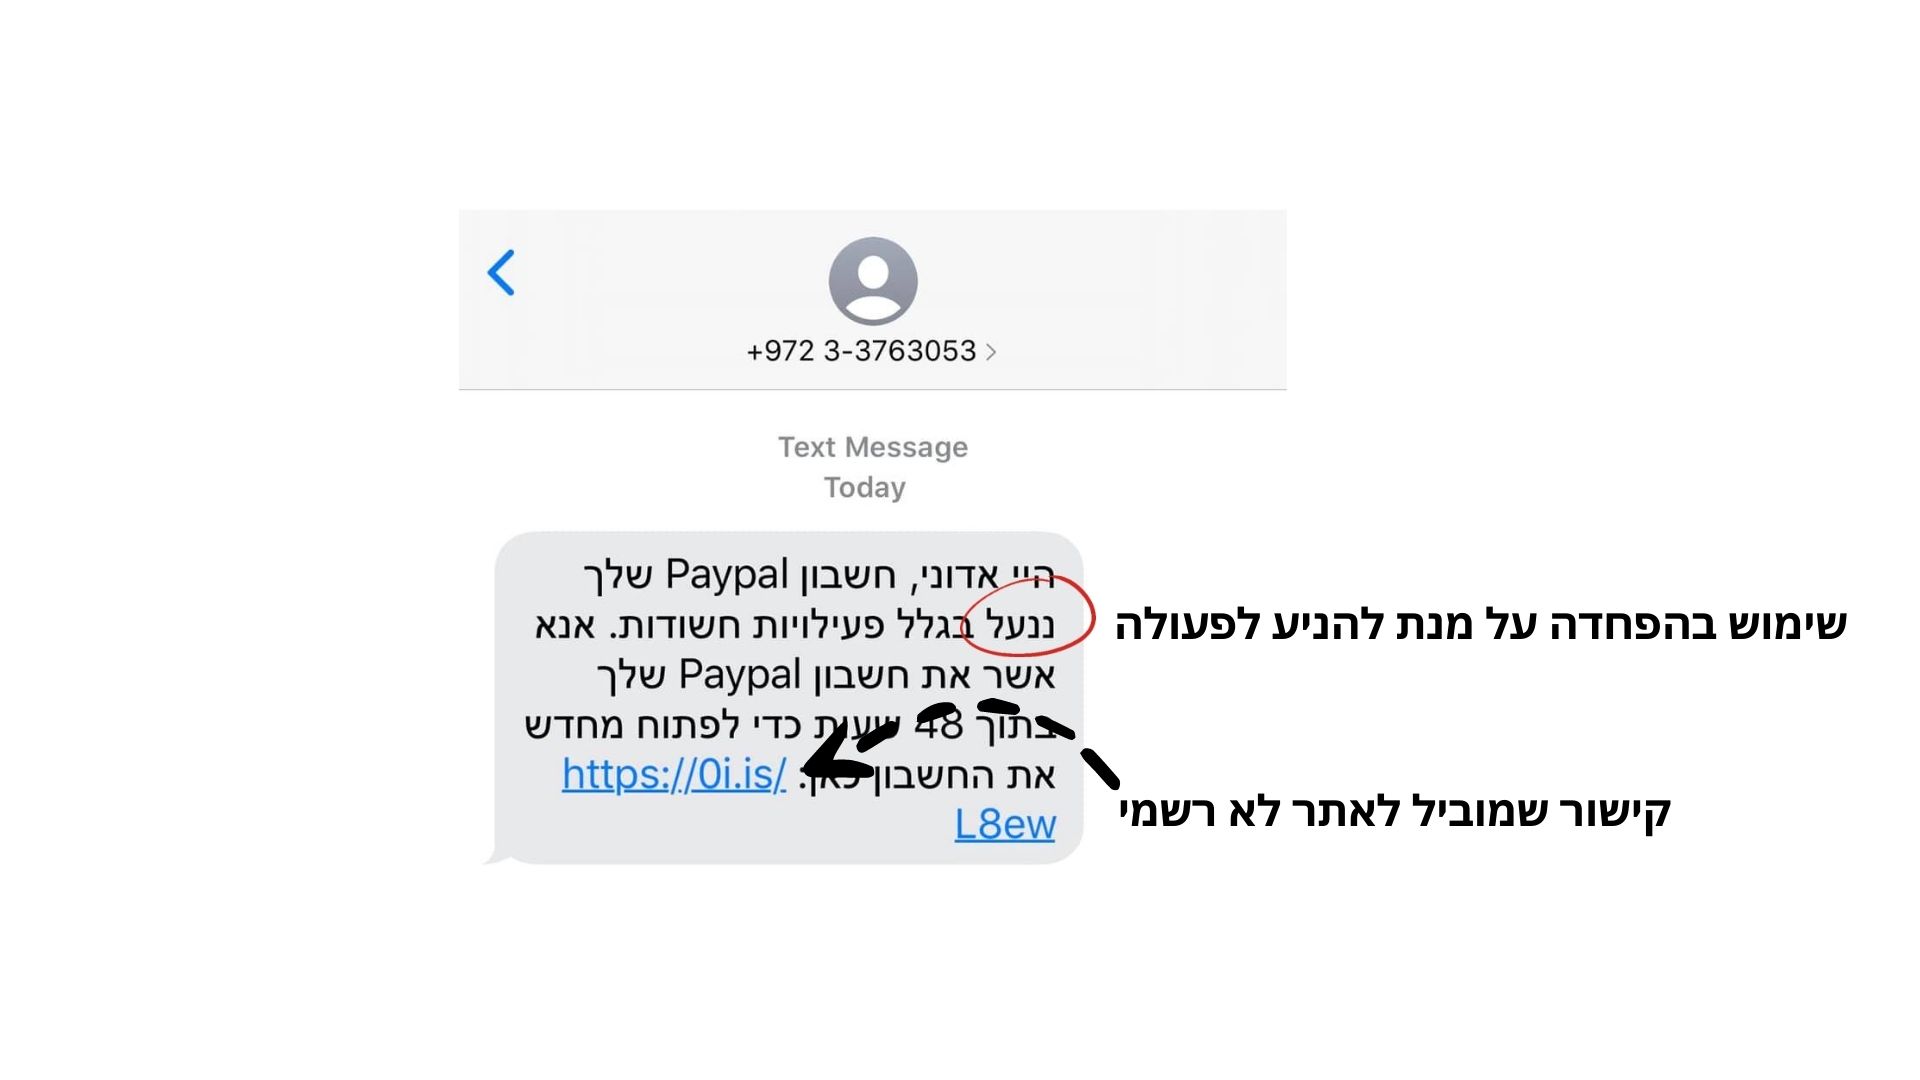 +972 3-3763053
Text Message
Today
היי אדוני, חשבון Paypal שלך
ננעל בגלל פעילויות חשודות. אנא
אשר את חשבון Paypal שלך
בתוך 48 שעות כדי לפתוח מחדש
את החשבון כאן: https://0i.is/
L8ew
שימוש בהפחדה על מנת להניע לפעולה
קישור שמוביל לאתר לא רשמי